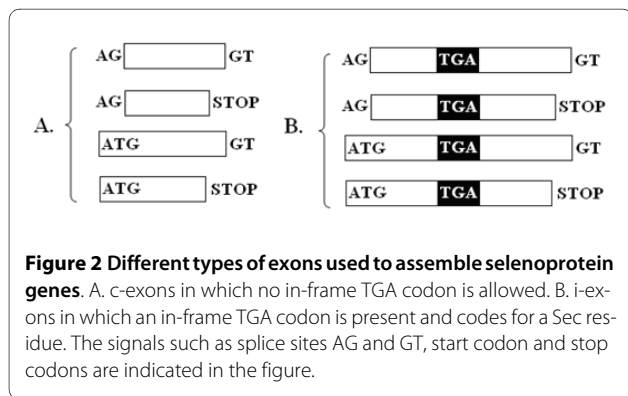 A.
AG GT
AG STOP
ATG GT
ATG STOP
B.
AG TGA GT
AG TGA STOP
ATG TGA GT
ATG TGA STOP
Figure 2 Different types of exons used to assemble selenoprotein
genes. A. c-exons in which no in-frame TGA codon is allowed. B. i-ex-
ons in which an in-frame TGA codon is present and codes for a Sec res-
idue. The signals such as splice sites AG and GT, start codon and stop
codons are indicated in the figure.